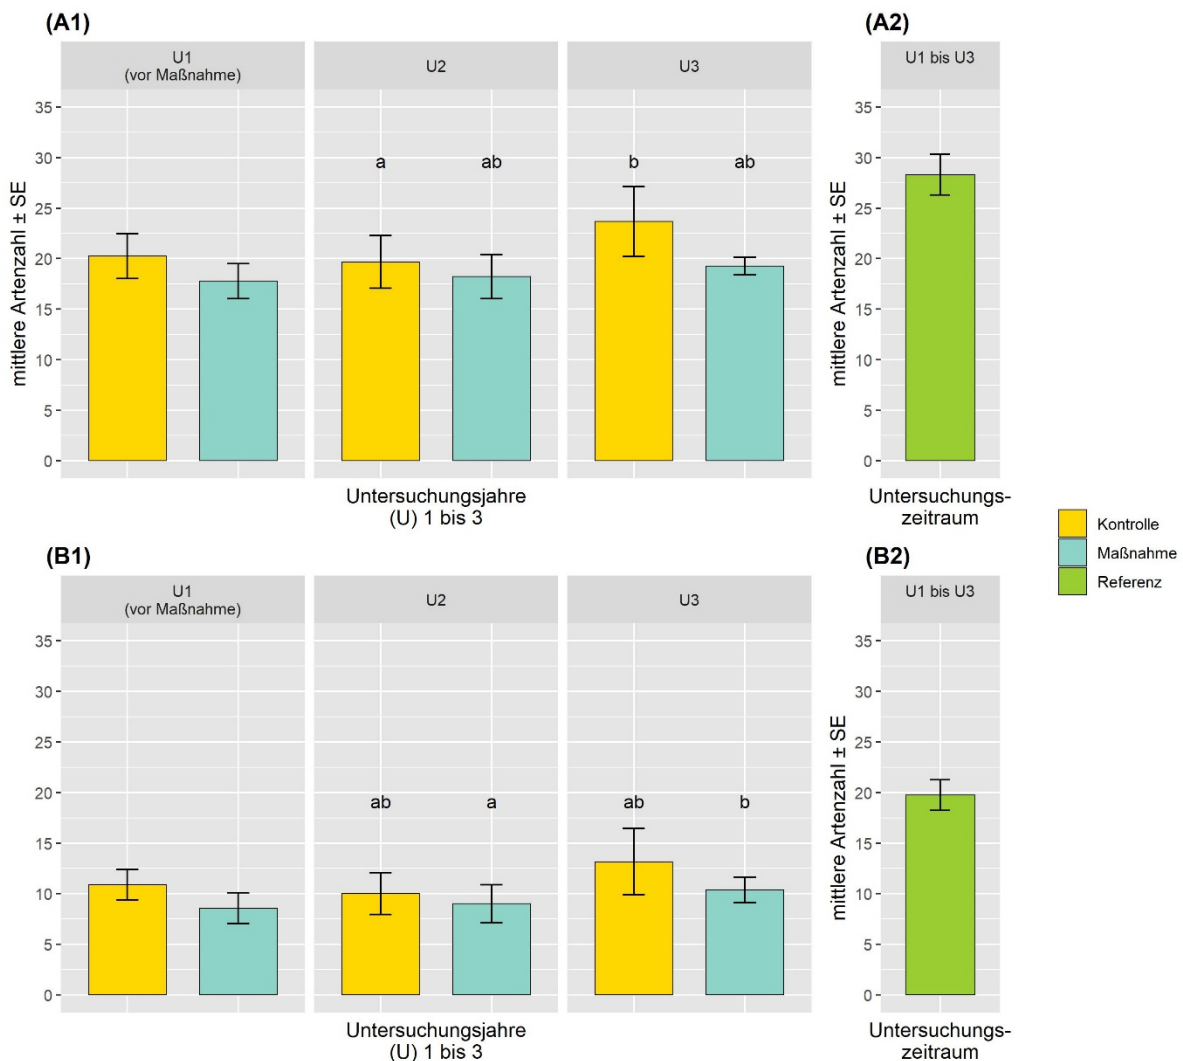 (A1)
U1
(vor Maßnahme)
U2
U3
mittlere Artenzahl ± SE
35
30
25
20
15
10
5
0
a
ab
b
ab
Untersuchungsjahre
(U) 1 bis 3
(A2)
U1 bis U3
mittlere Artenzahl ± SE
35
30
25
20
15
10
5
0
Untersuchungs-
zeitraum
Kontrolle
Maßnahme
Referenz
(B1)
U1
(vor Maßnahme)
U2
U3
35
30
25
20
15
10
5
0
ab
a
ab
b
Untersuchungsjahre
(U) 1 bis 3
(B2)
U1 bis U3
mittlere Artenzahl ± SE
35
30
25
20
15
10
5
0
Untersuchungs-
zeitraum